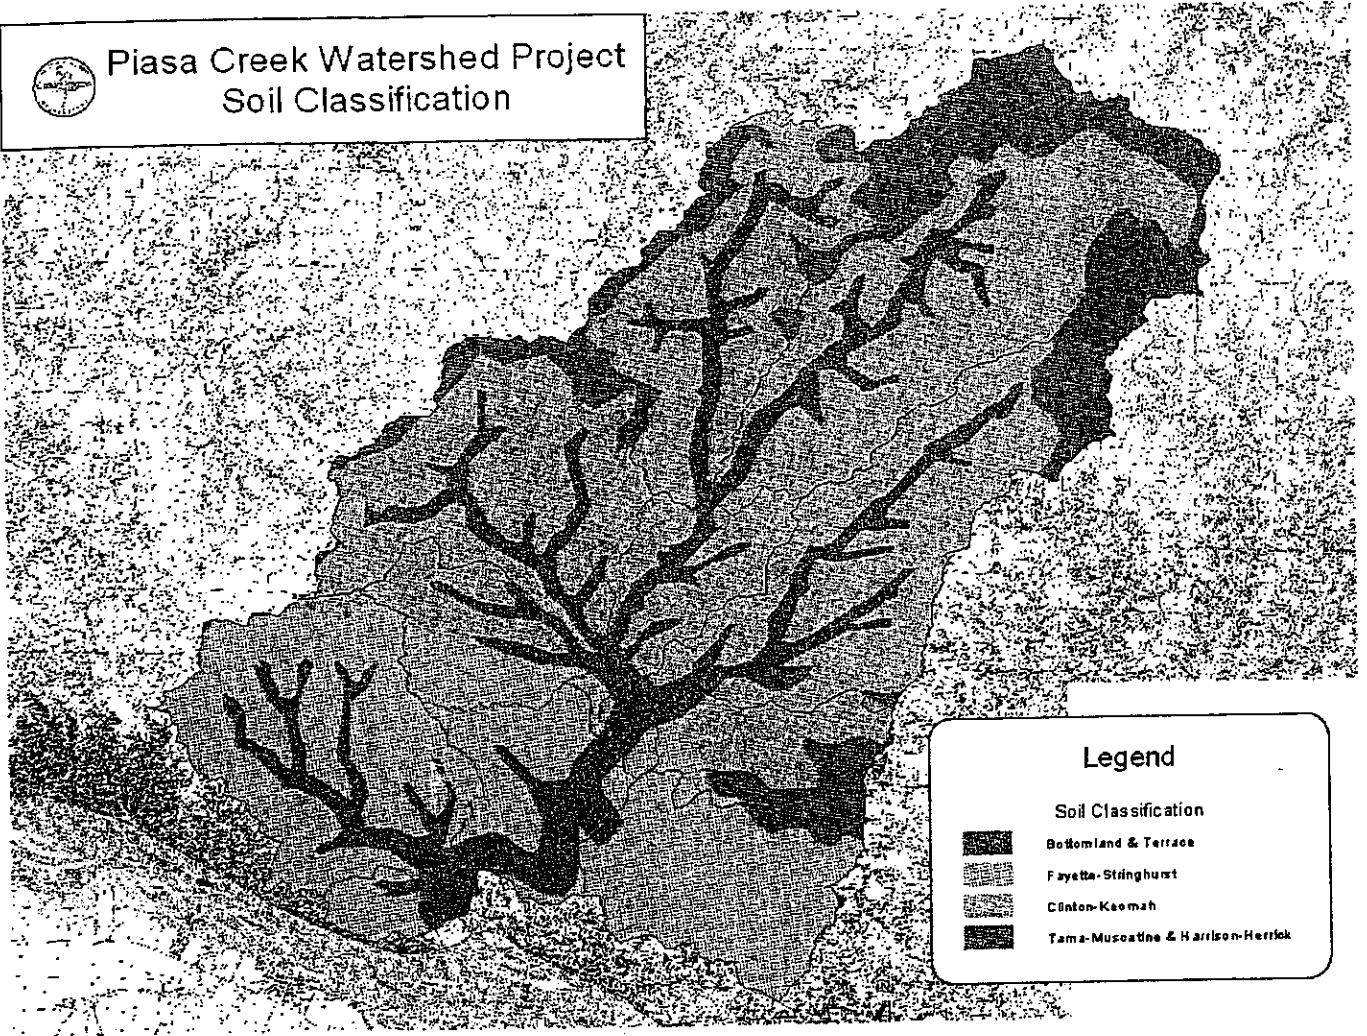 Piasa Creek Watershed Project
Soil Classification
Legend
Soil Classification
Bottomland & Terrace
Fayette-Stringhurst
Clinton-Keomah
Tama-Muscatine & Harrison-Herrick